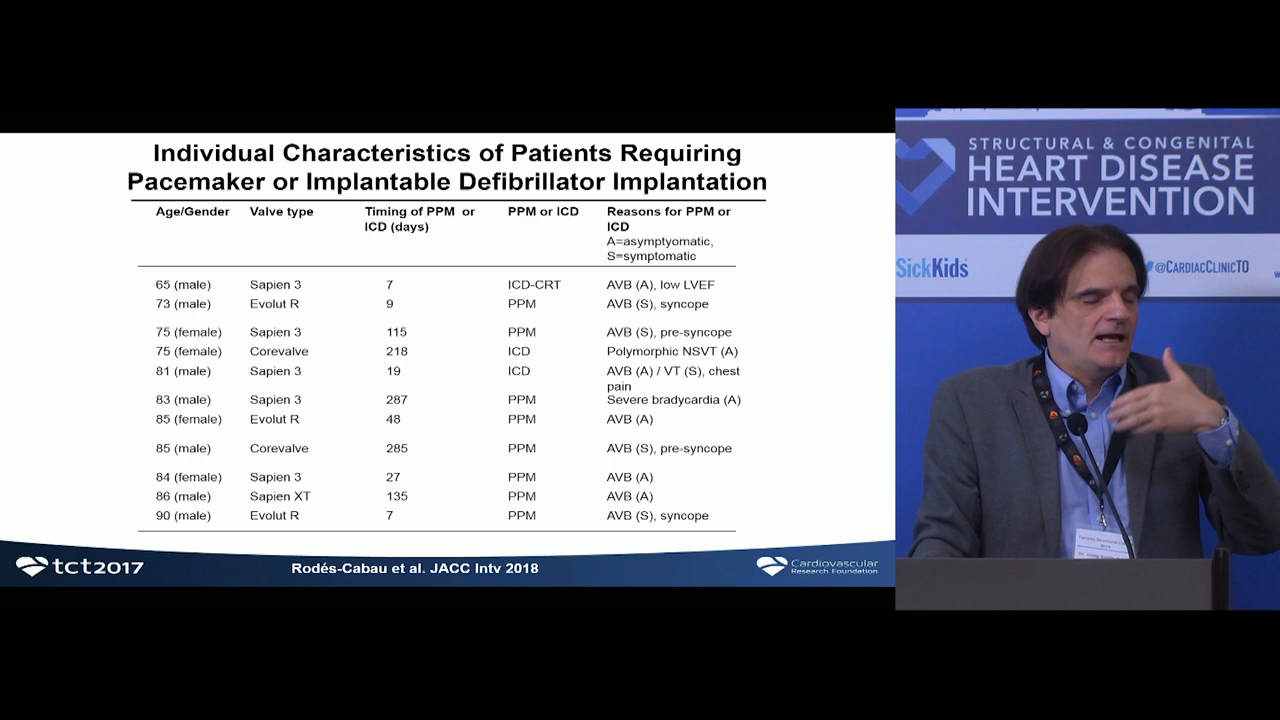 Individual Characteristics of Patients Requiring
Pacemaker or Implantable Defibrillator Implantation
Age/Gender Valve type Timing of PPM or ICD (days) PPM or ICD Reasons for PPM or ICD
A=asymptyomatic,
S=symptomatic
65 (male) Sapien 3 7 ICD-CRT AVB (A), low LVEF
73 (male) Evolut R 9 PPM AVB (S), syncope
75 (female) Sapien 3 115 PPM AVB (S), pre-syncope
75 (female) Corevalve 218 ICD Polymorphic NSVT (A)
81 (male) Sapien 3 19 ICD AVB (A) / VT (S), chest
pain
83 (male) Sapien 3 287 PPM Severe bradycardia (A)
85 (female) Evolut R 48 PPM AVB (A)
85 (male) Corevalve 285 PPM AVB (S), pre-syncope
84 (female) Sapien 3 27 PPM AVB (A)
86 (male) Sapien XT 135 PPM AVB (A)
90 (male) Evolut R 7 PPM AVB (S), syncope
tct2017
Rodés-Cabau et al. JACC Intv 2018
Cardiovascular
Research Foundation
STRUCTURAL & CONGENITAL
HEART DISEASE
INTERVENTION
SickKids
@CARDIACCLINICTO